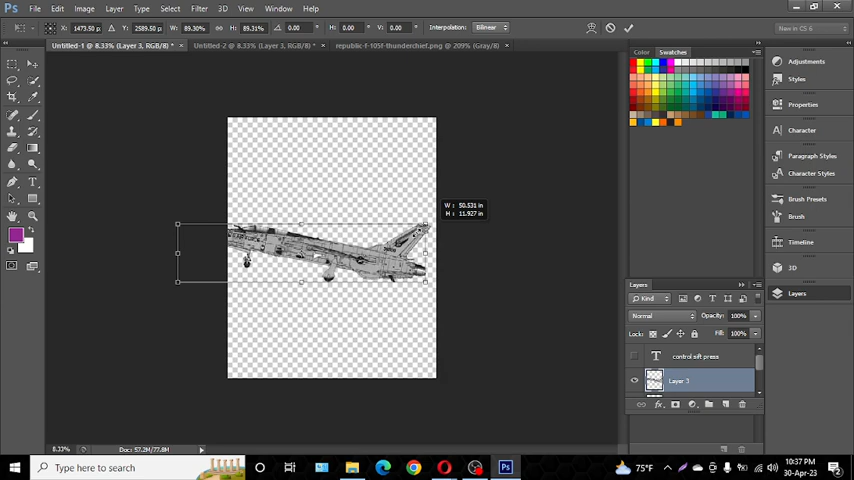 Ps File Edit Image Layer Type Select Filter 3D View Window Help
X: 1473.50 p Y: 2589.50 p W: 89.30% H: 89.31% 0.00 H: 0.00 V: 0.00 Interpolation: Bilinear New in CS 6
Untitled-1 @ 8.33% (Layer 3, RGB/8) * × Untitled-2 @ 8.33% (Layer 3, RGB/8) * × republic-f-105f-thunderchief.png @ 209% (Gray/8) ×
Color Swatches
Adjustments
Styles
Properties
Character
Paragraph Styles
Character Styles
Brush Presets
Brush
Timeline
3D
Layers
W: 50.531 in
H: 11.927 in
Layers
Kind
Normal Opacity: 100%
Lock: Fill: 100%
T control sift press
Layer 3
fx
8.33% Doc: 57.2M/77.8M
Type here to search
Ps
75°F
10:37 PM
30-Apr-23
2